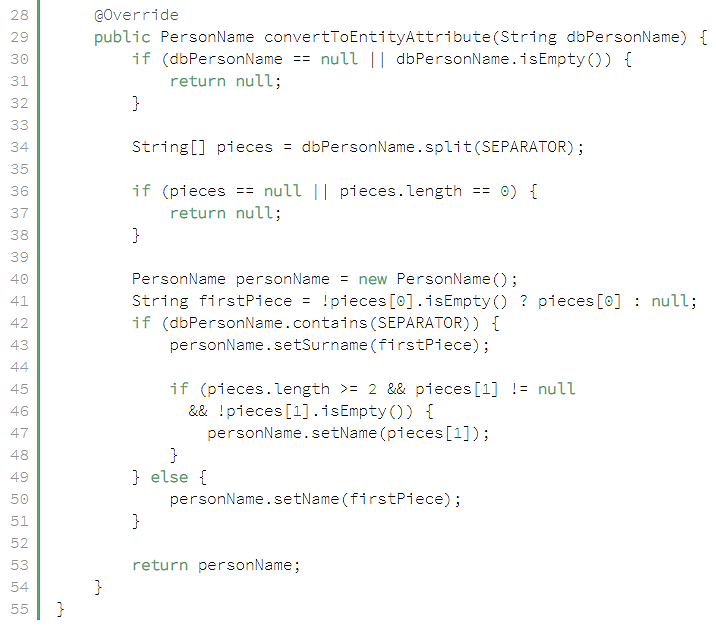 28     @Override
29     public PersonName convertToEntityAttribute(String dbPersonName) {
30         if (dbPersonName == null || dbPersonName.isEmpty()) {
31             return null;
32         }
33
34         String[] pieces = dbPersonName.split(SEPARATOR);
35
36         if (pieces == null || pieces.length == 0) {
37             return null;
38         }
39
40         PersonName personName = new PersonName();
41         String firstPiece = !pieces[0].isEmpty() ? pieces[0] : null;
42         if (dbPersonName.contains(SEPARATOR)) {
43             personName.setSurname(firstPiece);
44
45             if (pieces.length >= 2 && pieces[1] != null
46               && !pieces[1].isEmpty()) {
47                 personName.setName(pieces[1]);
48             }
49         } else {
50             personName.setName(firstPiece);
51         }
52
53         return personName;
54     }
55 }